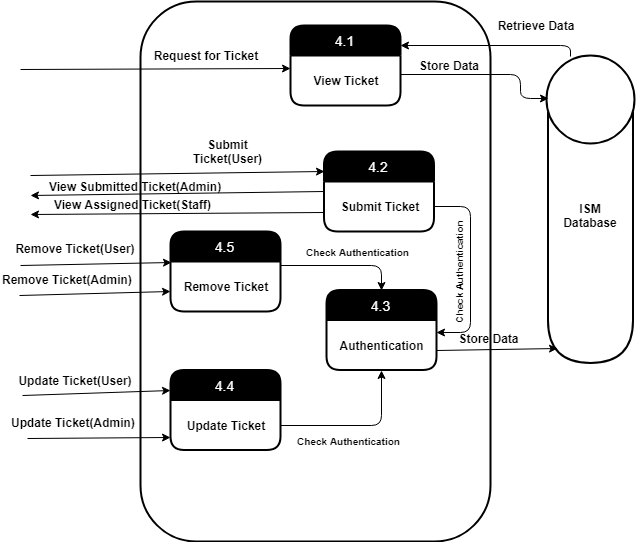 Retrieve Data
4.1
Request for Ticket
View Ticket
Store Data
Submit
Ticket(User)
4.2
View Submitted Ticket(Admin)
View Assigned Ticket(Staff)
Submit Ticket
ISM
Database
Remove Ticket(User)
4.5
Check Authentication
Check Authentication
Remove Ticket(Admin)
Remove Ticket
4.3
Authentication
Store Data
Update Ticket(User)
4.4
Update Ticket(Admin)
Update Ticket
Check Authentication